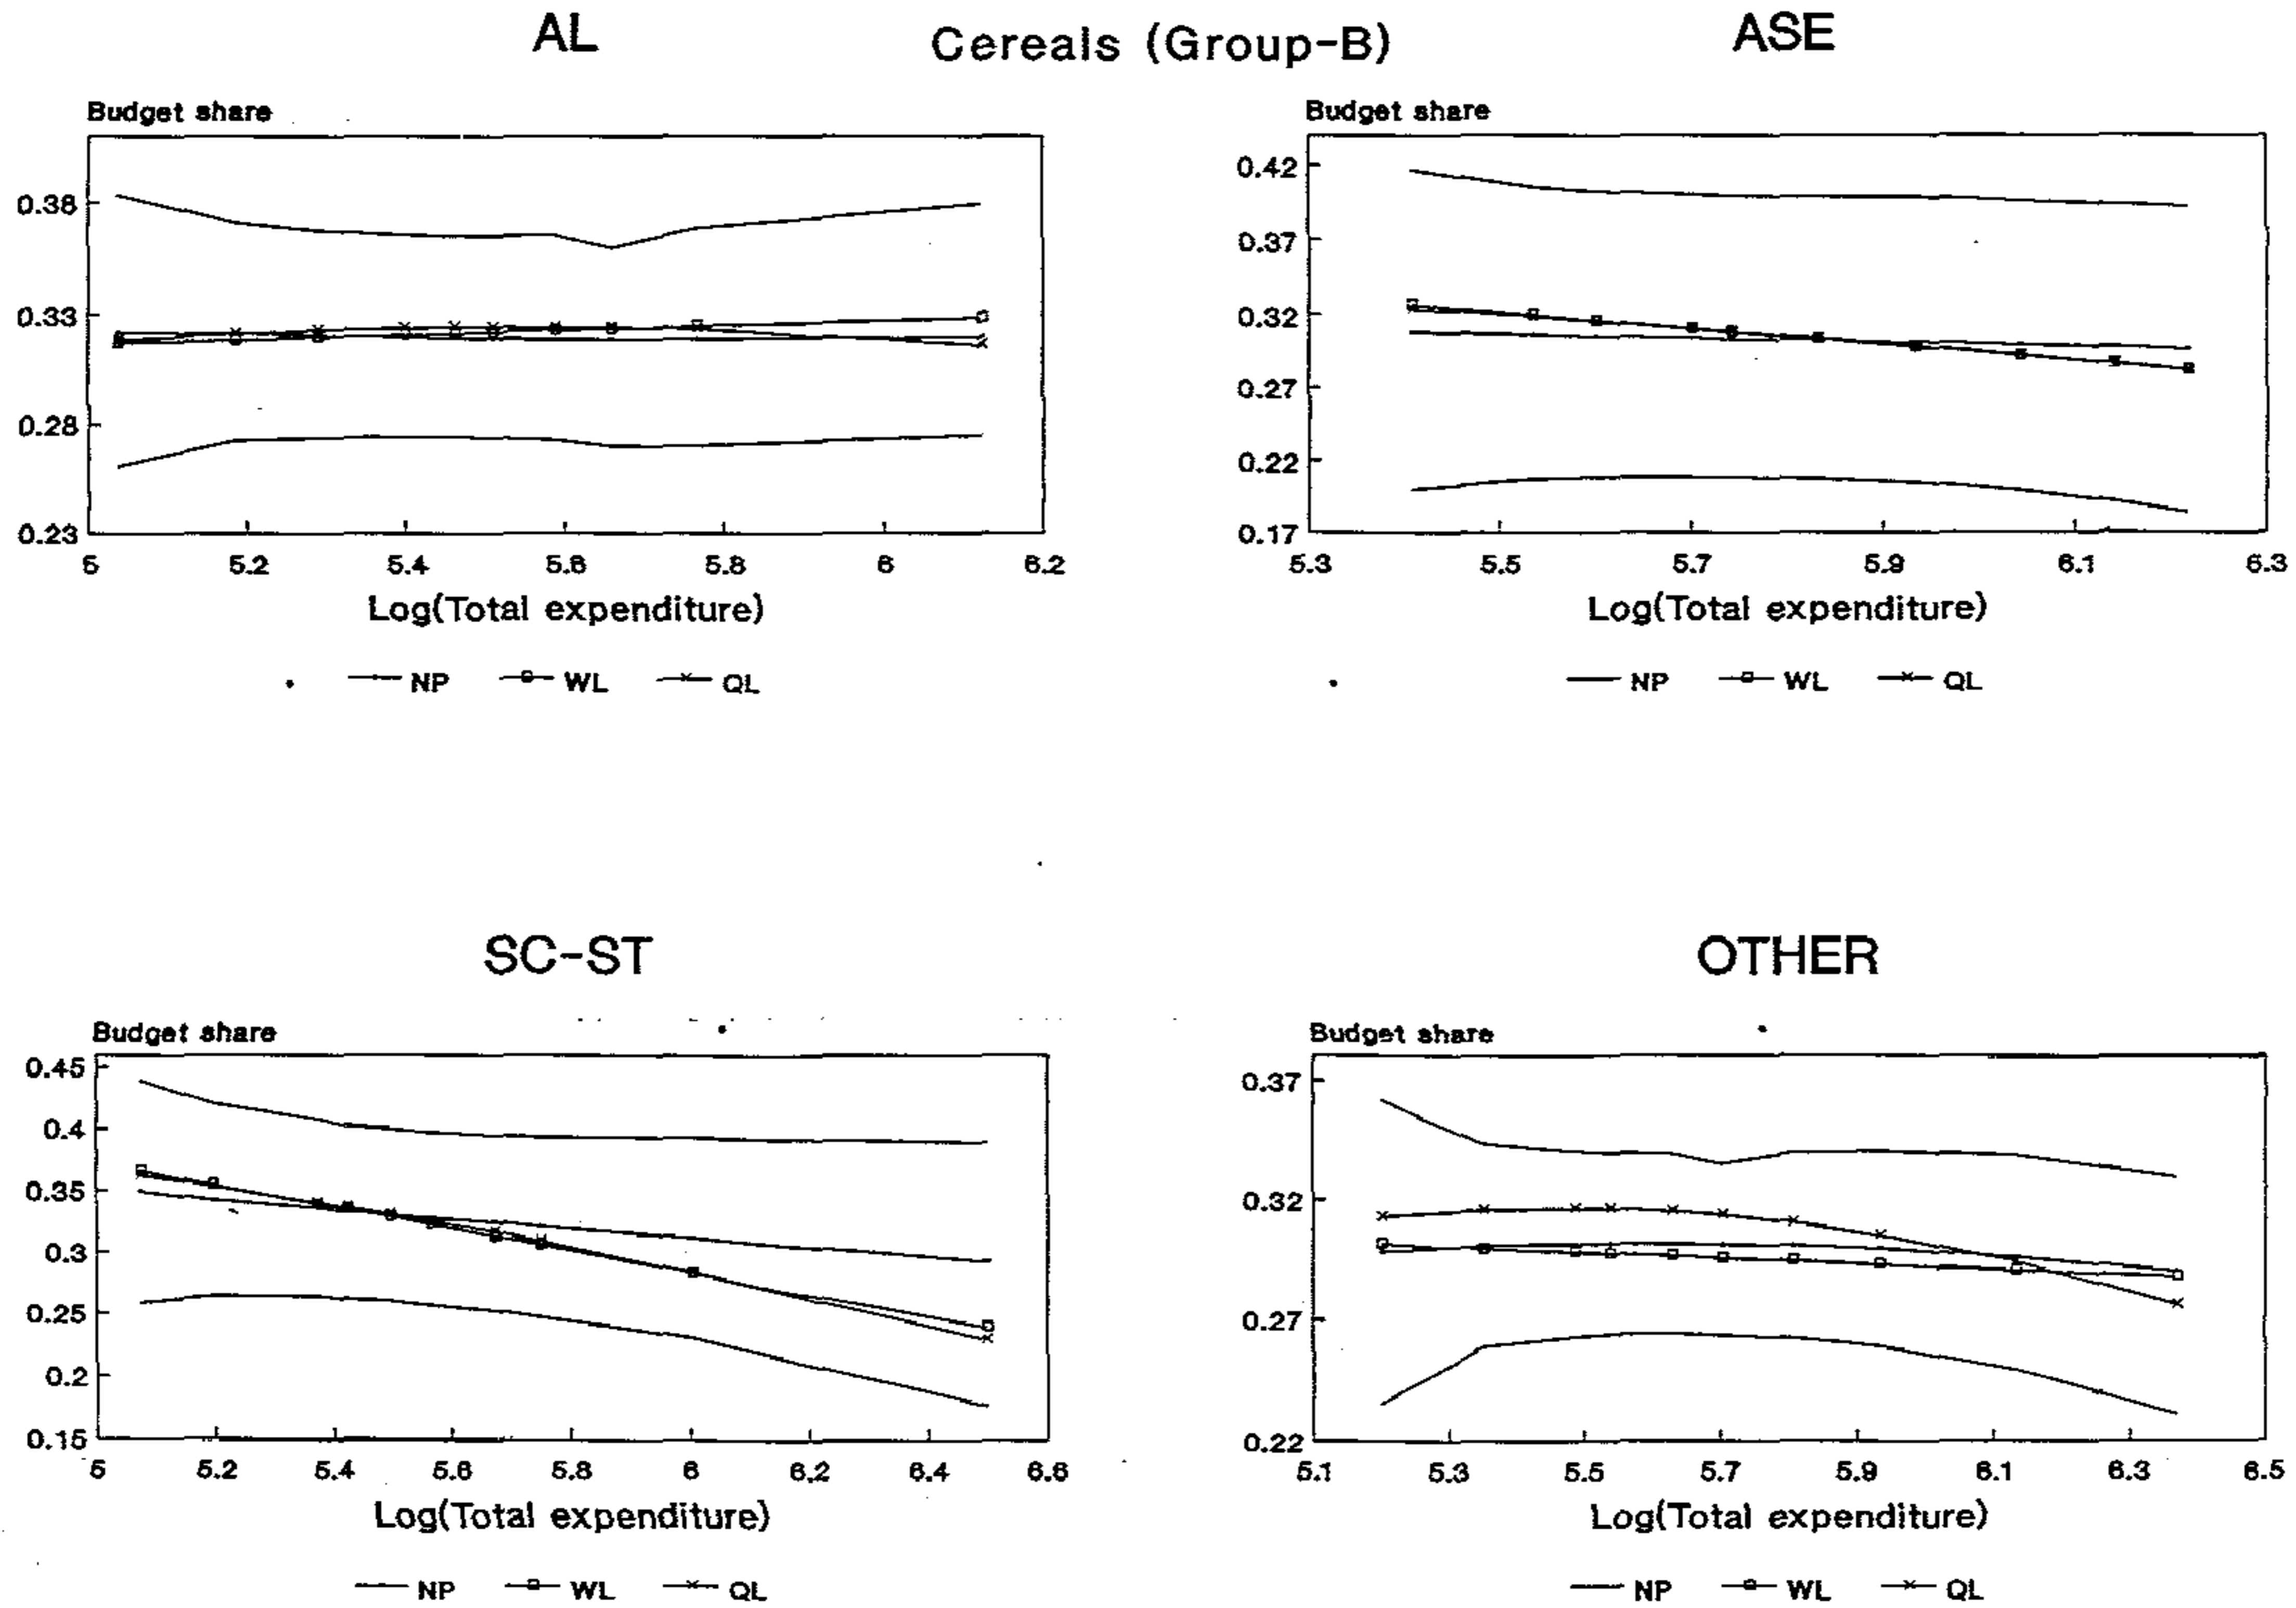 AL
Cereals (Group-B)
ASE
Budget share
0.38
0.33
0.28
0.23
5 5.2 5.4 5.6 5.8 6 6.2
Log(Total expenditure)
NP WL QL
Budget share
0.42
0.37
0.32
0.27
0.22
0.17
5.3 5.5 5.7 5.9 6.1 6.3
Log(Total expenditure)
NP WL QL
SC-ST
Budget share
0.45
0.4
0.35
0.3
0.25
0.2
0.15
5 5.2 5.4 5.6 5.8 6 6.2 6.4 6.6
Log(Total expenditure)
NP WL QL
OTHER
Budget share
0.37
0.32
0.27
0.22
5.1 5.3 5.5 5.7 5.9 6.1 6.3 6.5
Log(Total expenditure)
NP WL QL